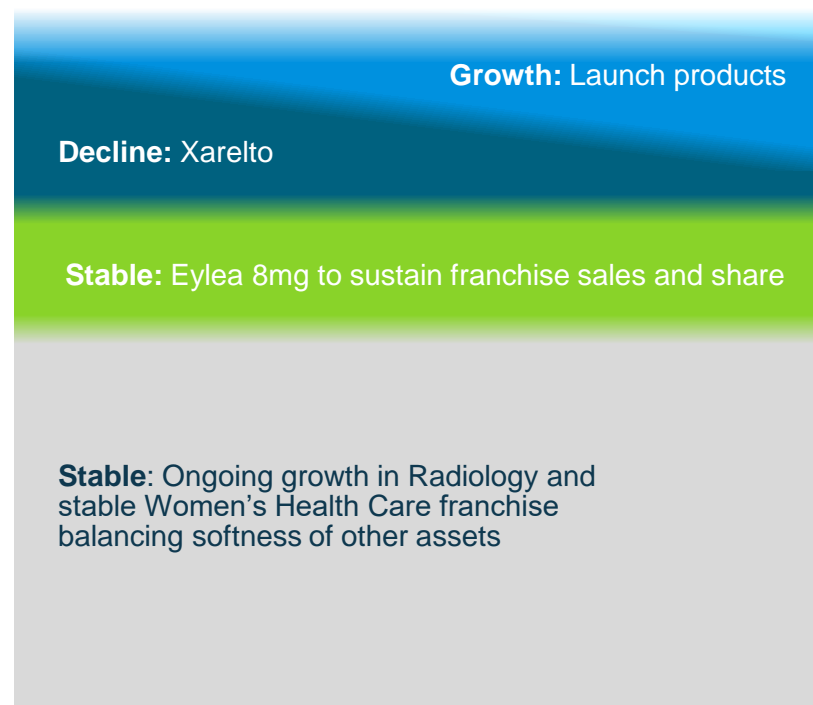 Growth: Launch products
Decline: Xarelto
Stable: Eylea 8mg to sustain franchise sales and share
Stable: Ongoing growth in Radiology and
stable Women’s Health Care franchise
balancing softness of other assets